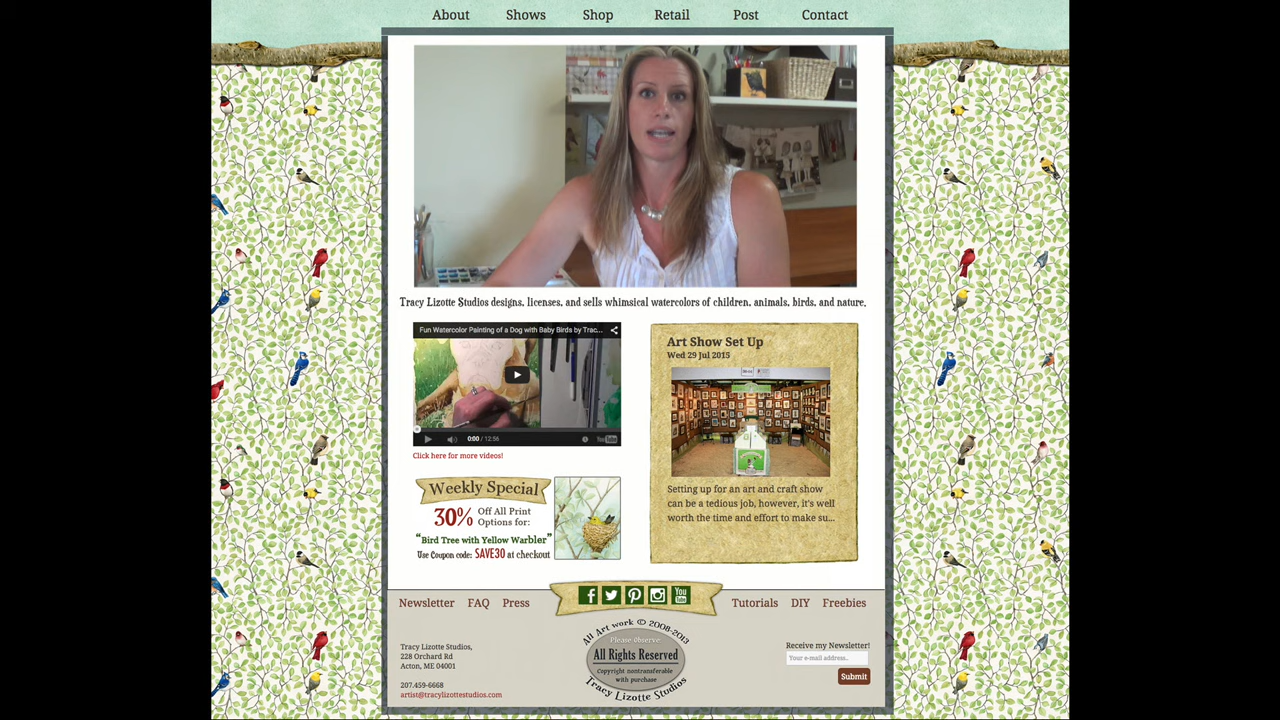 About Shows Shop Retail Post Contact
Tracy Lizotte Studios designs, licenses, and sells whimsical watercolors of children, animals, birds, and nature.
Fun Watercolor Painting of a Dog with Baby Birds by Trac...
0:00 / 12:56
YouTube
Click here for more videos!
Weekly Special
30% Off All Print
Options for:
“Bird Tree with Yellow Warbler”
Use Coupon code: SAVE30 at checkout
Art Show Set Up
Wed 29 Jul 2015
Setting up for an art and craft show
can be a tedious job, however, it's well
worth the time and effort to make su...
Newsletter FAQ Press
You
Tube
Tutorials DIY Freebies
Tracy Lizotte Studios,
228 Orchard Rd
Acton, ME 04001
207.459-6668
artist@tracylizottestudios.com
All Art work © 2008-2013
Please Observe
All Rights Reserved
Copyright nontransferable
with purchase
Tracy Lizotte Studios
Receive my Newsletter!
Your e-mail address..
Submit